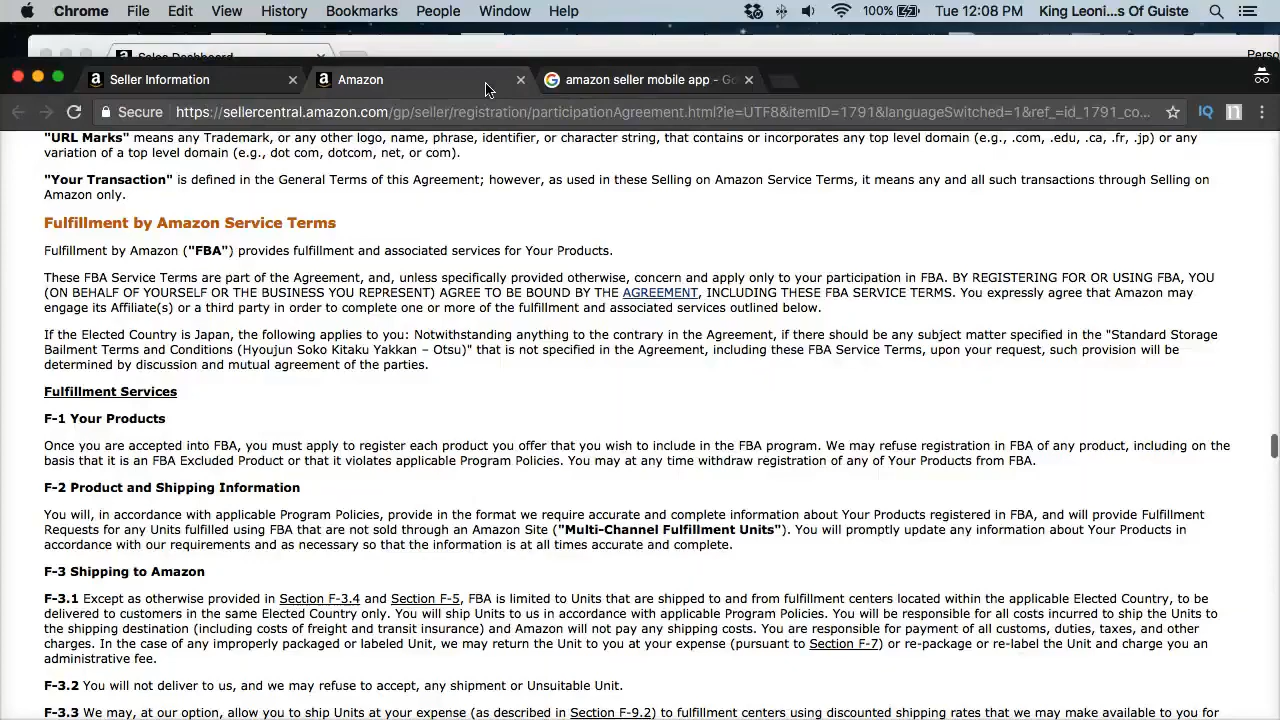 Chrome File Edit View History Bookmarks People Window Help 100% Tue 12:08 PM King Leoni... Of Guiste
Sales Dashboard
Perso
Seller Information Amazon amazon seller mobile app - Go
Secure https://sellercentral.amazon.com/gp/seller/registration/participationAgreement.html?ie=UTF8&itemID=1791&languageSwitched=1&ref_=id_1791_co...
"URL Marks" means any Trademark, or any other logo, name, phrase, identifier, or character string, that contains or incorporates any top level domain (e.g., .com, .edu, .ca, .fr, .jp) or any
variation of a top level domain (e.g., dot com, dotcom, net, or com).
"Your Transaction" is defined in the General Terms of this Agreement; however, as used in these Selling on Amazon Service Terms, it means any and all such transactions through Selling on
Amazon only.
Fulfillment by Amazon Service Terms
Fulfillment by Amazon ("FBA") provides fulfillment and associated services for Your Products.
These FBA Service Terms are part of the Agreement, and, unless specifically provided otherwise, concern and apply only to your participation in FBA. BY REGISTERING FOR OR USING FBA, YOU
(ON BEHALF OF YOURSELF OR THE BUSINESS YOU REPRESENT) AGREE TO BE BOUND BY THE AGREEMENT, INCLUDING THESE FBA SERVICE TERMS. You expressly agree that Amazon may
engage its Affiliate(s) or a third party in order to complete one or more of the fulfillment and associated services outlined below.
If the Elected Country is Japan, the following applies to you: Notwithstanding anything to the contrary in the Agreement, if there should be any subject matter specified in the "Standard Storage
Bailment Terms and Conditions (Hyoujun Soko Kitaku Yakkan – Otsu)" that is not specified in the Agreement, including these FBA Service Terms, upon your request, such provision will be
determined by discussion and mutual agreement of the parties.
Fulfillment Services
F-1 Your Products
Once you are accepted into FBA, you must apply to register each product you offer that you wish to include in the FBA program. We may refuse registration in FBA of any product, including on the
basis that it is an FBA Excluded Product or that it violates applicable Program Policies. You may at any time withdraw registration of any of Your Products from FBA.
F-2 Product and Shipping Information
You will, in accordance with applicable Program Policies, provide in the format we require accurate and complete information about Your Products registered in FBA, and will provide Fulfillment
Requests for any Units fulfilled using FBA that are not sold through an Amazon Site ("Multi-Channel Fulfillment Units"). You will promptly update any information about Your Products in
accordance with our requirements and as necessary so that the information is at all times accurate and complete.
F-3 Shipping to Amazon
F-3.1 Except as otherwise provided in Section F-3.4 and Section F-5, FBA is limited to Units that are shipped to and from fulfillment centers located within the applicable Elected Country, to be
delivered to customers in the same Elected Country only. You will ship Units to us in accordance with applicable Program Policies. You will be responsible for all costs incurred to ship the Units to
the shipping destination (including costs of freight and transit insurance) and Amazon will not pay any shipping costs. You are responsible for payment of all customs, duties, taxes, and other
charges. In the case of any improperly packaged or labeled Unit, we may return the Unit to you at your expense (pursuant to Section F-7) or re-package or re-label the Unit and charge you an
administrative fee.
F-3.2 You will not deliver to us, and we may refuse to accept, any shipment or Unsuitable Unit.
F-3.3 We may, at our option, allow you to ship Units at your expense (as described in Section F-9.2) to fulfillment centers using discounted shipping rates that we may make available to you for